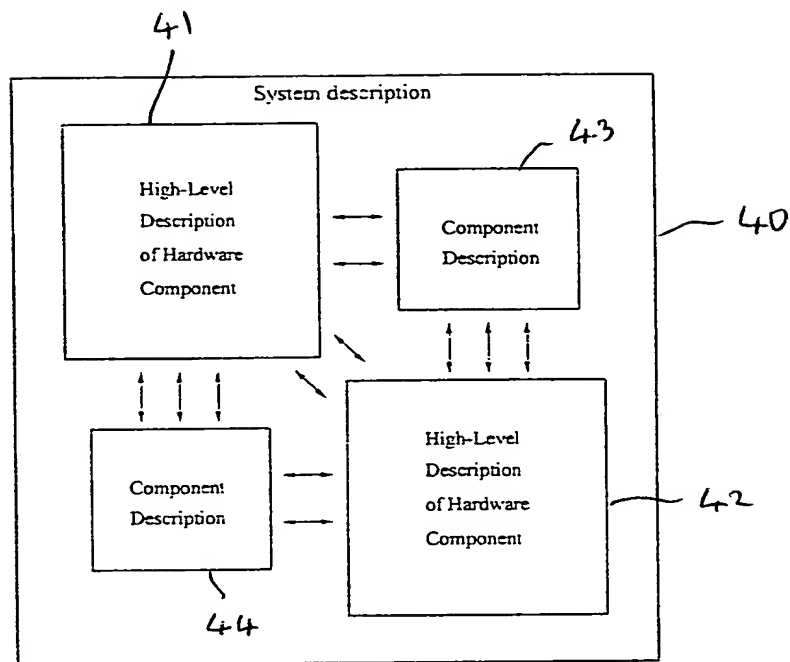 41
System description
43
High-Level
Description
of Hardware
Component
Component
Description
40
High-Level
Description
of Hardware
Component
Component
Description
42
44